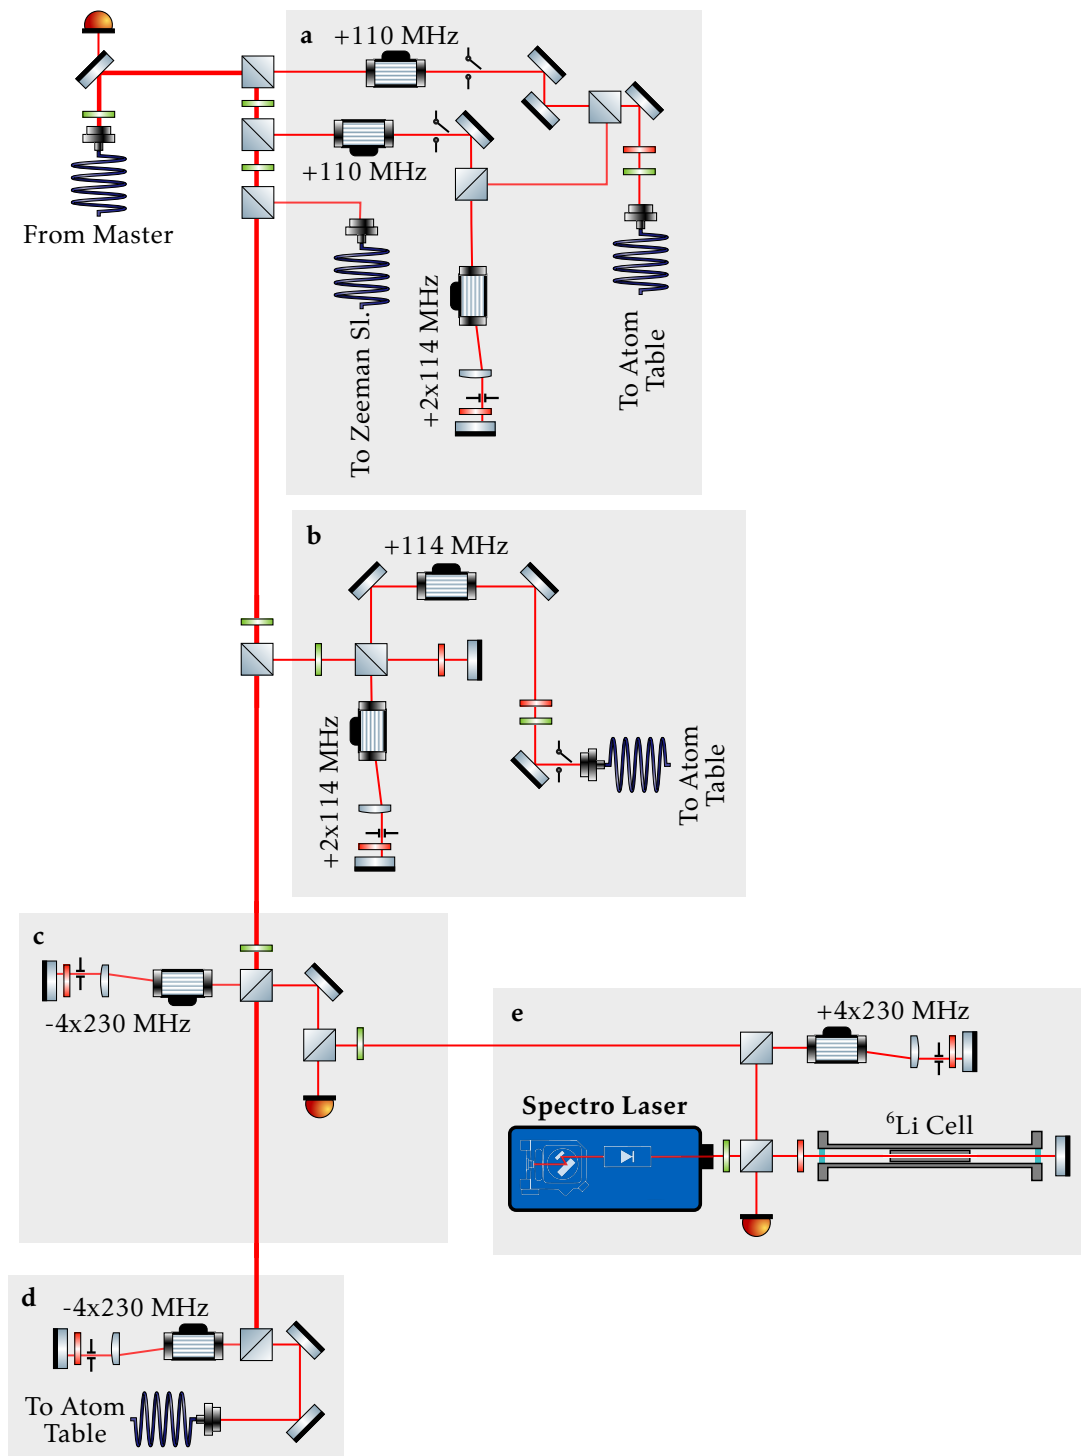 a
+110 MHz
+110 MHz
From Master
To Zeeman Sl.
+2x114 MHz
To Atom
Table
b
+114 MHz
+2x114 MHz
To Atom
Table
c
-4x230 MHz
e
+4x230 MHz
Spectro Laser
⁶Li Cell
d
-4x230 MHz
To Atom
Table